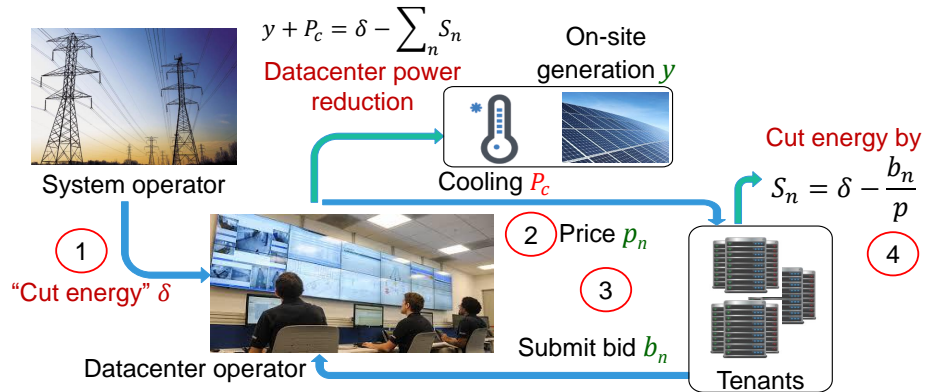 y + P_c = δ − ∑_n S_n
Datacenter power
reduction
On-site
generation y
Cooling P_c
System operator
1
“Cut energy” δ
Datacenter operator
2
Price p_n
3
Submit bid b_n
Tenants
Cut energy by
S_n = δ − b_n/p
4